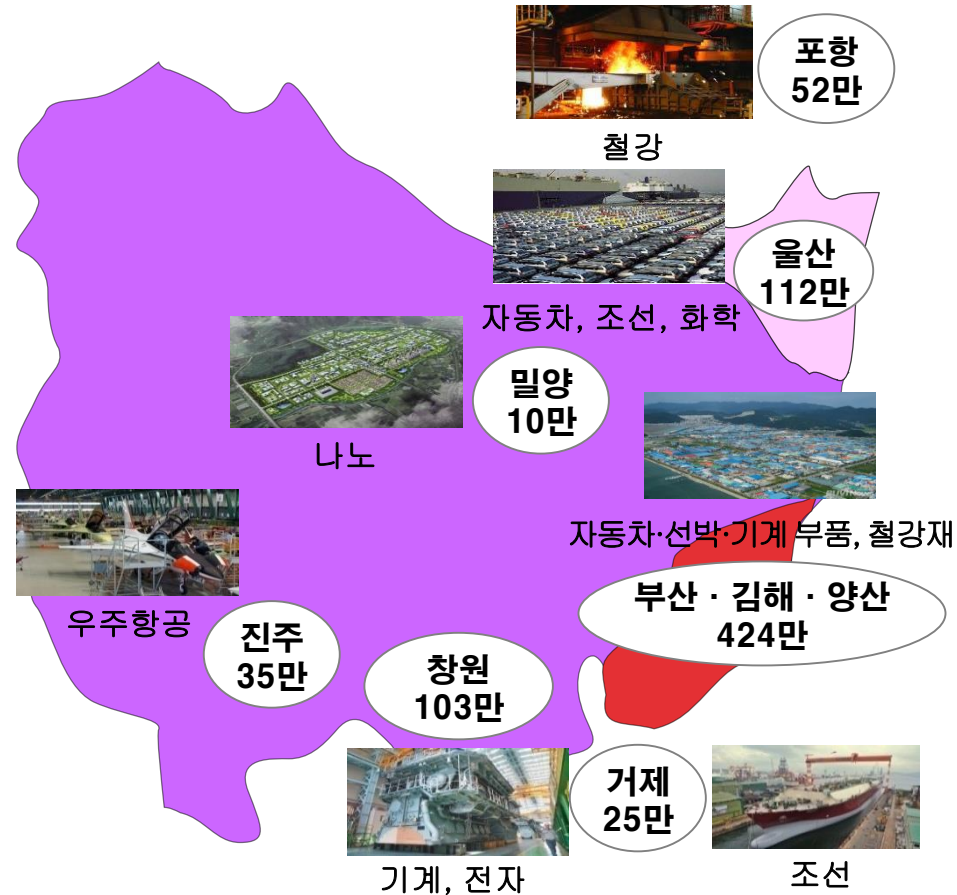 포항
52만
철강
울산
112만
자동차, 조선, 화학
밀양
10만
나노
자동차·선박·기계 부품, 철강재
부산 · 김해 · 양산
424만
우주항공
진주
35만
창원
103만
거제
25만
기계, 전자
조선